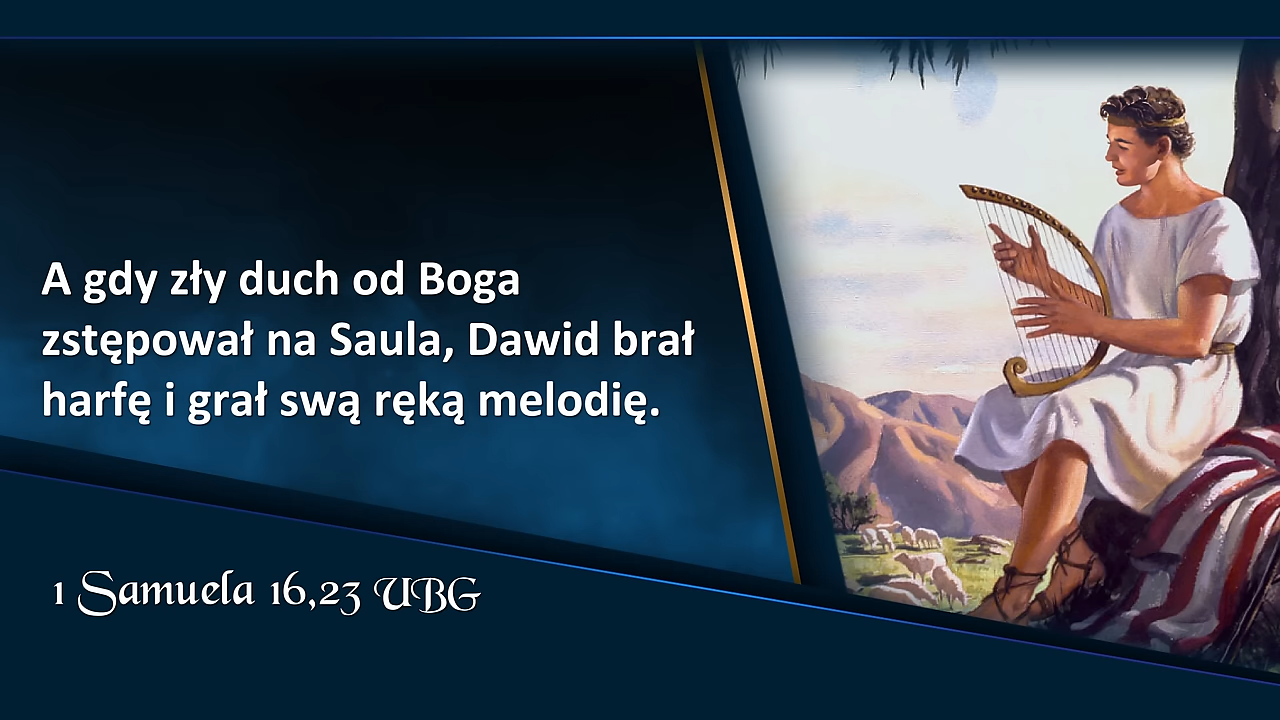 A gdy zły duch od Boga
zstępował na Saula, Dawid brał
harfę i grał swą ręką melodię.
1 Samuela 16,23 UBG